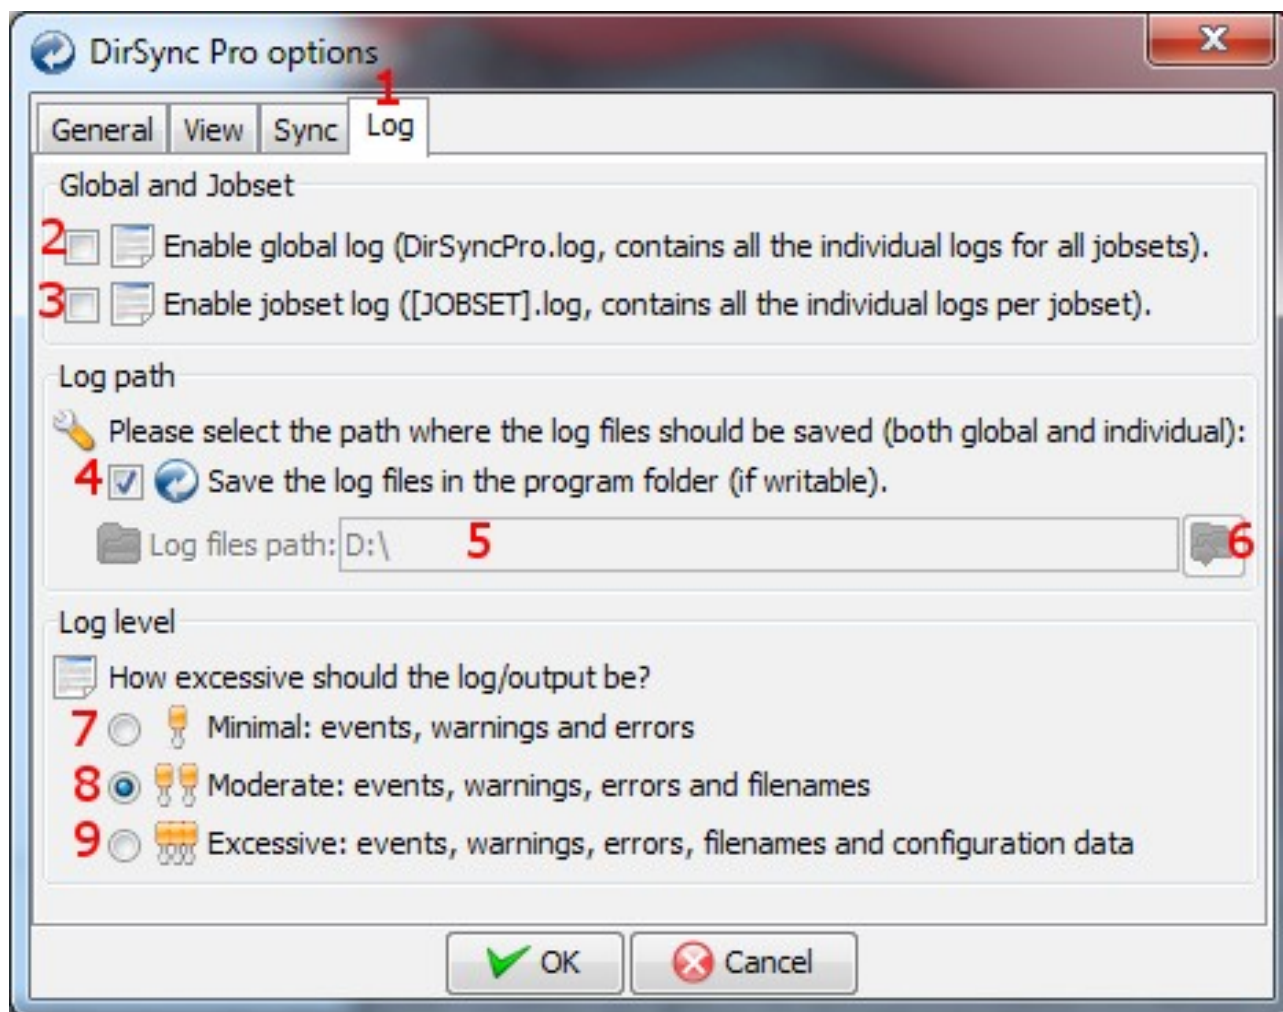 DirSync Pro options
1
General View Sync Log
Global and Jobset
2 Enable global log (DirSyncPro.log, contains all the individual logs for all jobsets).
3 Enable jobset log ([JOBSET].log, contains all the individual logs per jobset).
Log path
Please select the path where the log files should be saved (both global and individual):
4 Save the log files in the program folder (if writable).
Log files path: D:\ 5 6
Log level
How excessive should the log/output be?
7 Minimal: events, warnings and errors
8 Moderate: events, warnings, errors and filenames
9 Excessive: events, warnings, errors, filenames and configuration data
OK Cancel